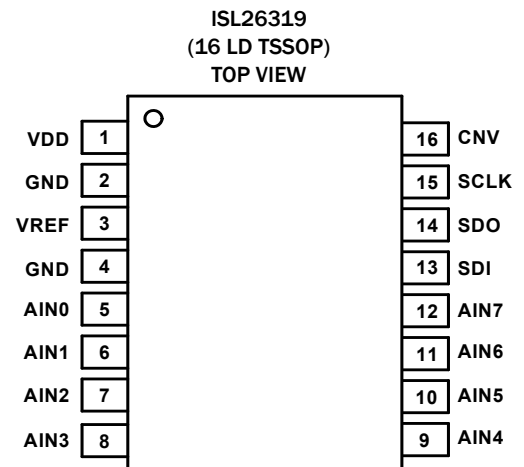 ISL26319
(16 LD TSSOP)
TOP VIEW
VDD 1 16 CNV
GND 2 15 SCLK
VREF 3 14 SDO
GND 4 13 SDI
AIN0 5 12 AIN7
AIN1 6 11 AIN6
AIN2 7 10 AIN5
AIN3 8 9 AIN4